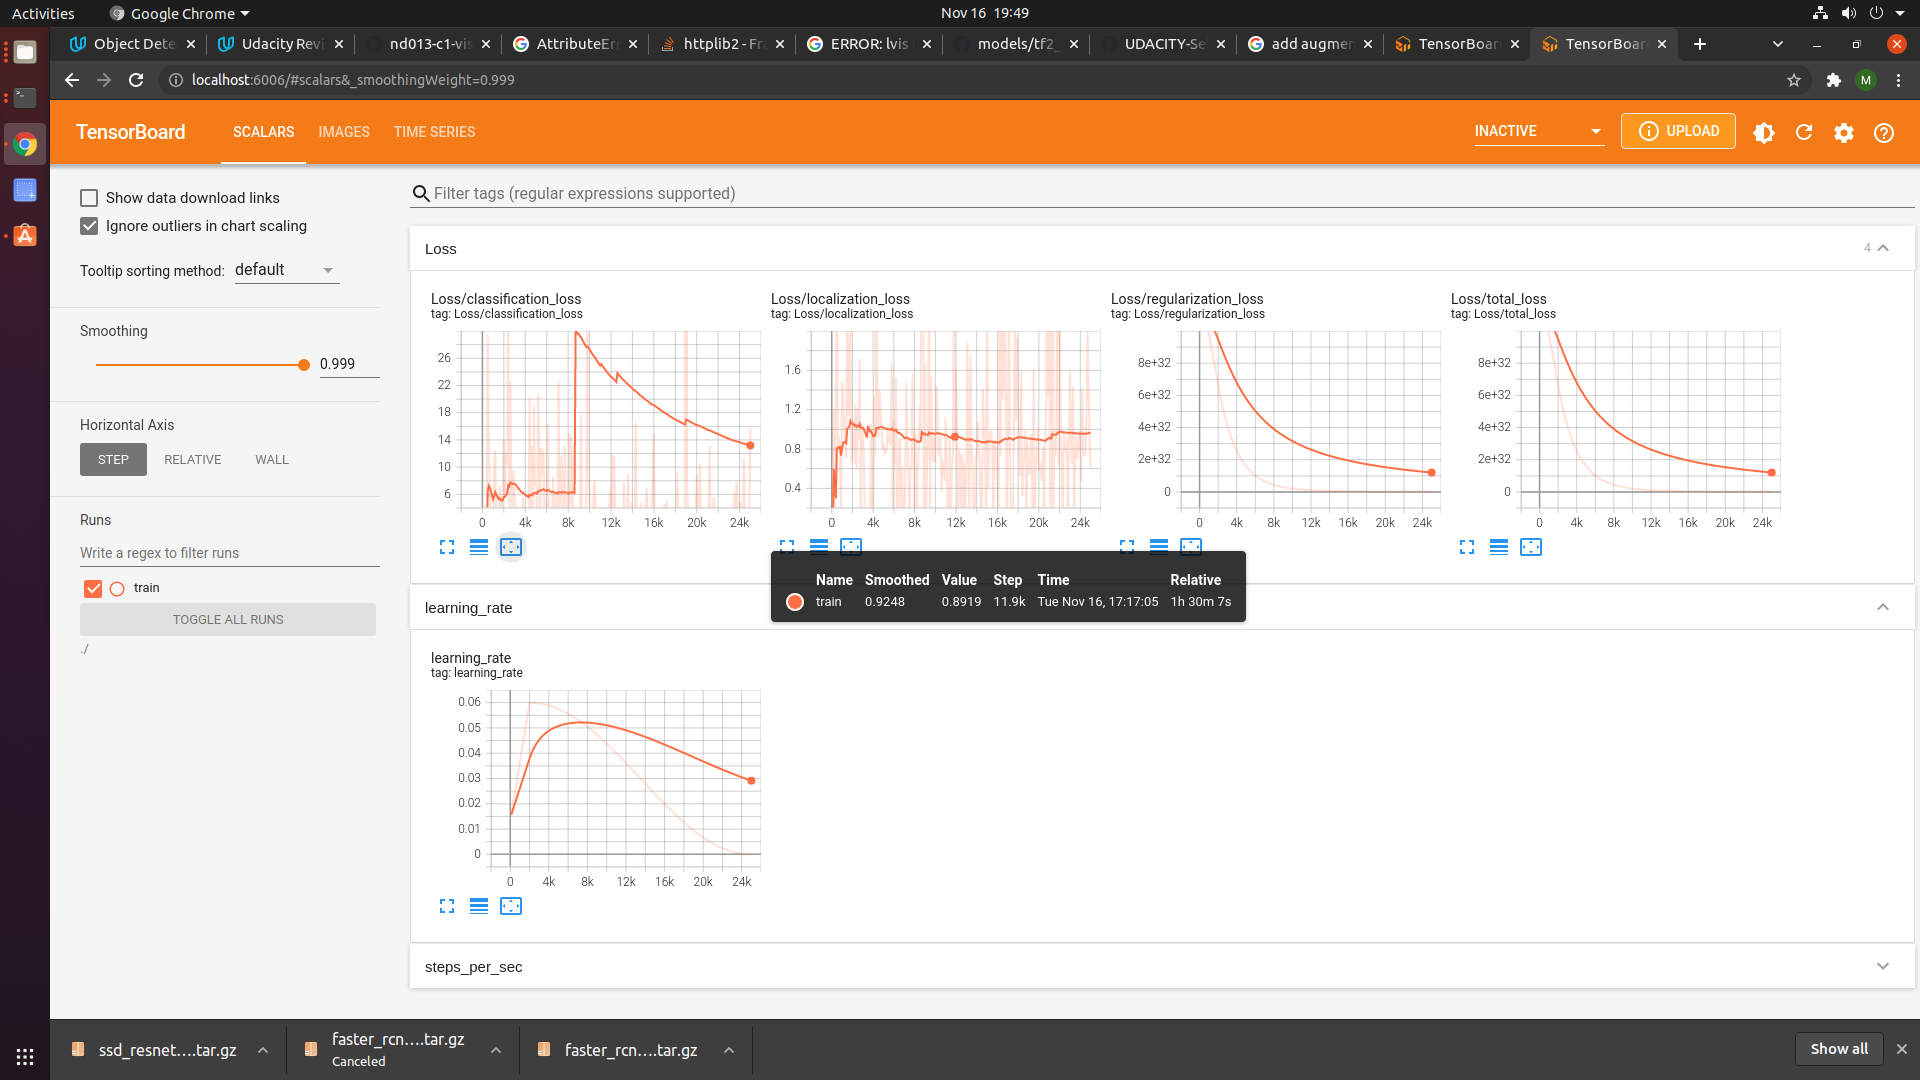 Activities
Google Chrome
Nov 16 19:49
Object Dete
Udacity Revi
nd013-c1-vis
AttributeErr
httplib2 - Fra
ERROR: lvis
models/tf2_
UDACITY-Se
add augmen
TensorBoar
TensorBoar
localhost:6006/#scalars&_smoothingWeight=0.999
M
TensorBoard
SCALARS
IMAGES
TIME SERIES
INACTIVE
UPLOAD
Show data download links
Ignore outliers in chart scaling
Tooltip sorting method: default
Smoothing
0.999
Horizontal Axis
STEP RELATIVE WALL
Runs
Write a regex to filter runs
train
TOGGLE ALL RUNS
./
Filter tags (regular expressions supported)
Loss
4
Loss/classification_loss
tag: Loss/classification_loss
26
22
18
14
10
6
0 4k 8k 12k 16k 20k 24k
Loss/localization_loss
tag: Loss/localization_loss
1.6
1.2
0.8
0.4
0 4k 8k 12k 16k 20k 24k
Loss/regularization_loss
tag: Loss/regularization_loss
8e+32
6e+32
4e+32
2e+32
0
0 4k 8k 12k 16k 20k 24k
Loss/total_loss
tag: Loss/total_loss
8e+32
6e+32
4e+32
2e+32
0
0 4k 8k 12k 16k 20k 24k
Name Smoothed Value Step Time Relative
train 0.9248 0.8919 11.9k Tue Nov 16, 17:17:05 1h 30m 7s
learning_rate
learning_rate
tag: learning_rate
0.06
0.05
0.04
0.03
0.02
0.01
0
0 4k 8k 12k 16k 20k 24k
steps_per_sec
ssd_resnet....tar.gz
faster_rcn....tar.gz
Canceled
faster_rcn....tar.gz
Show all